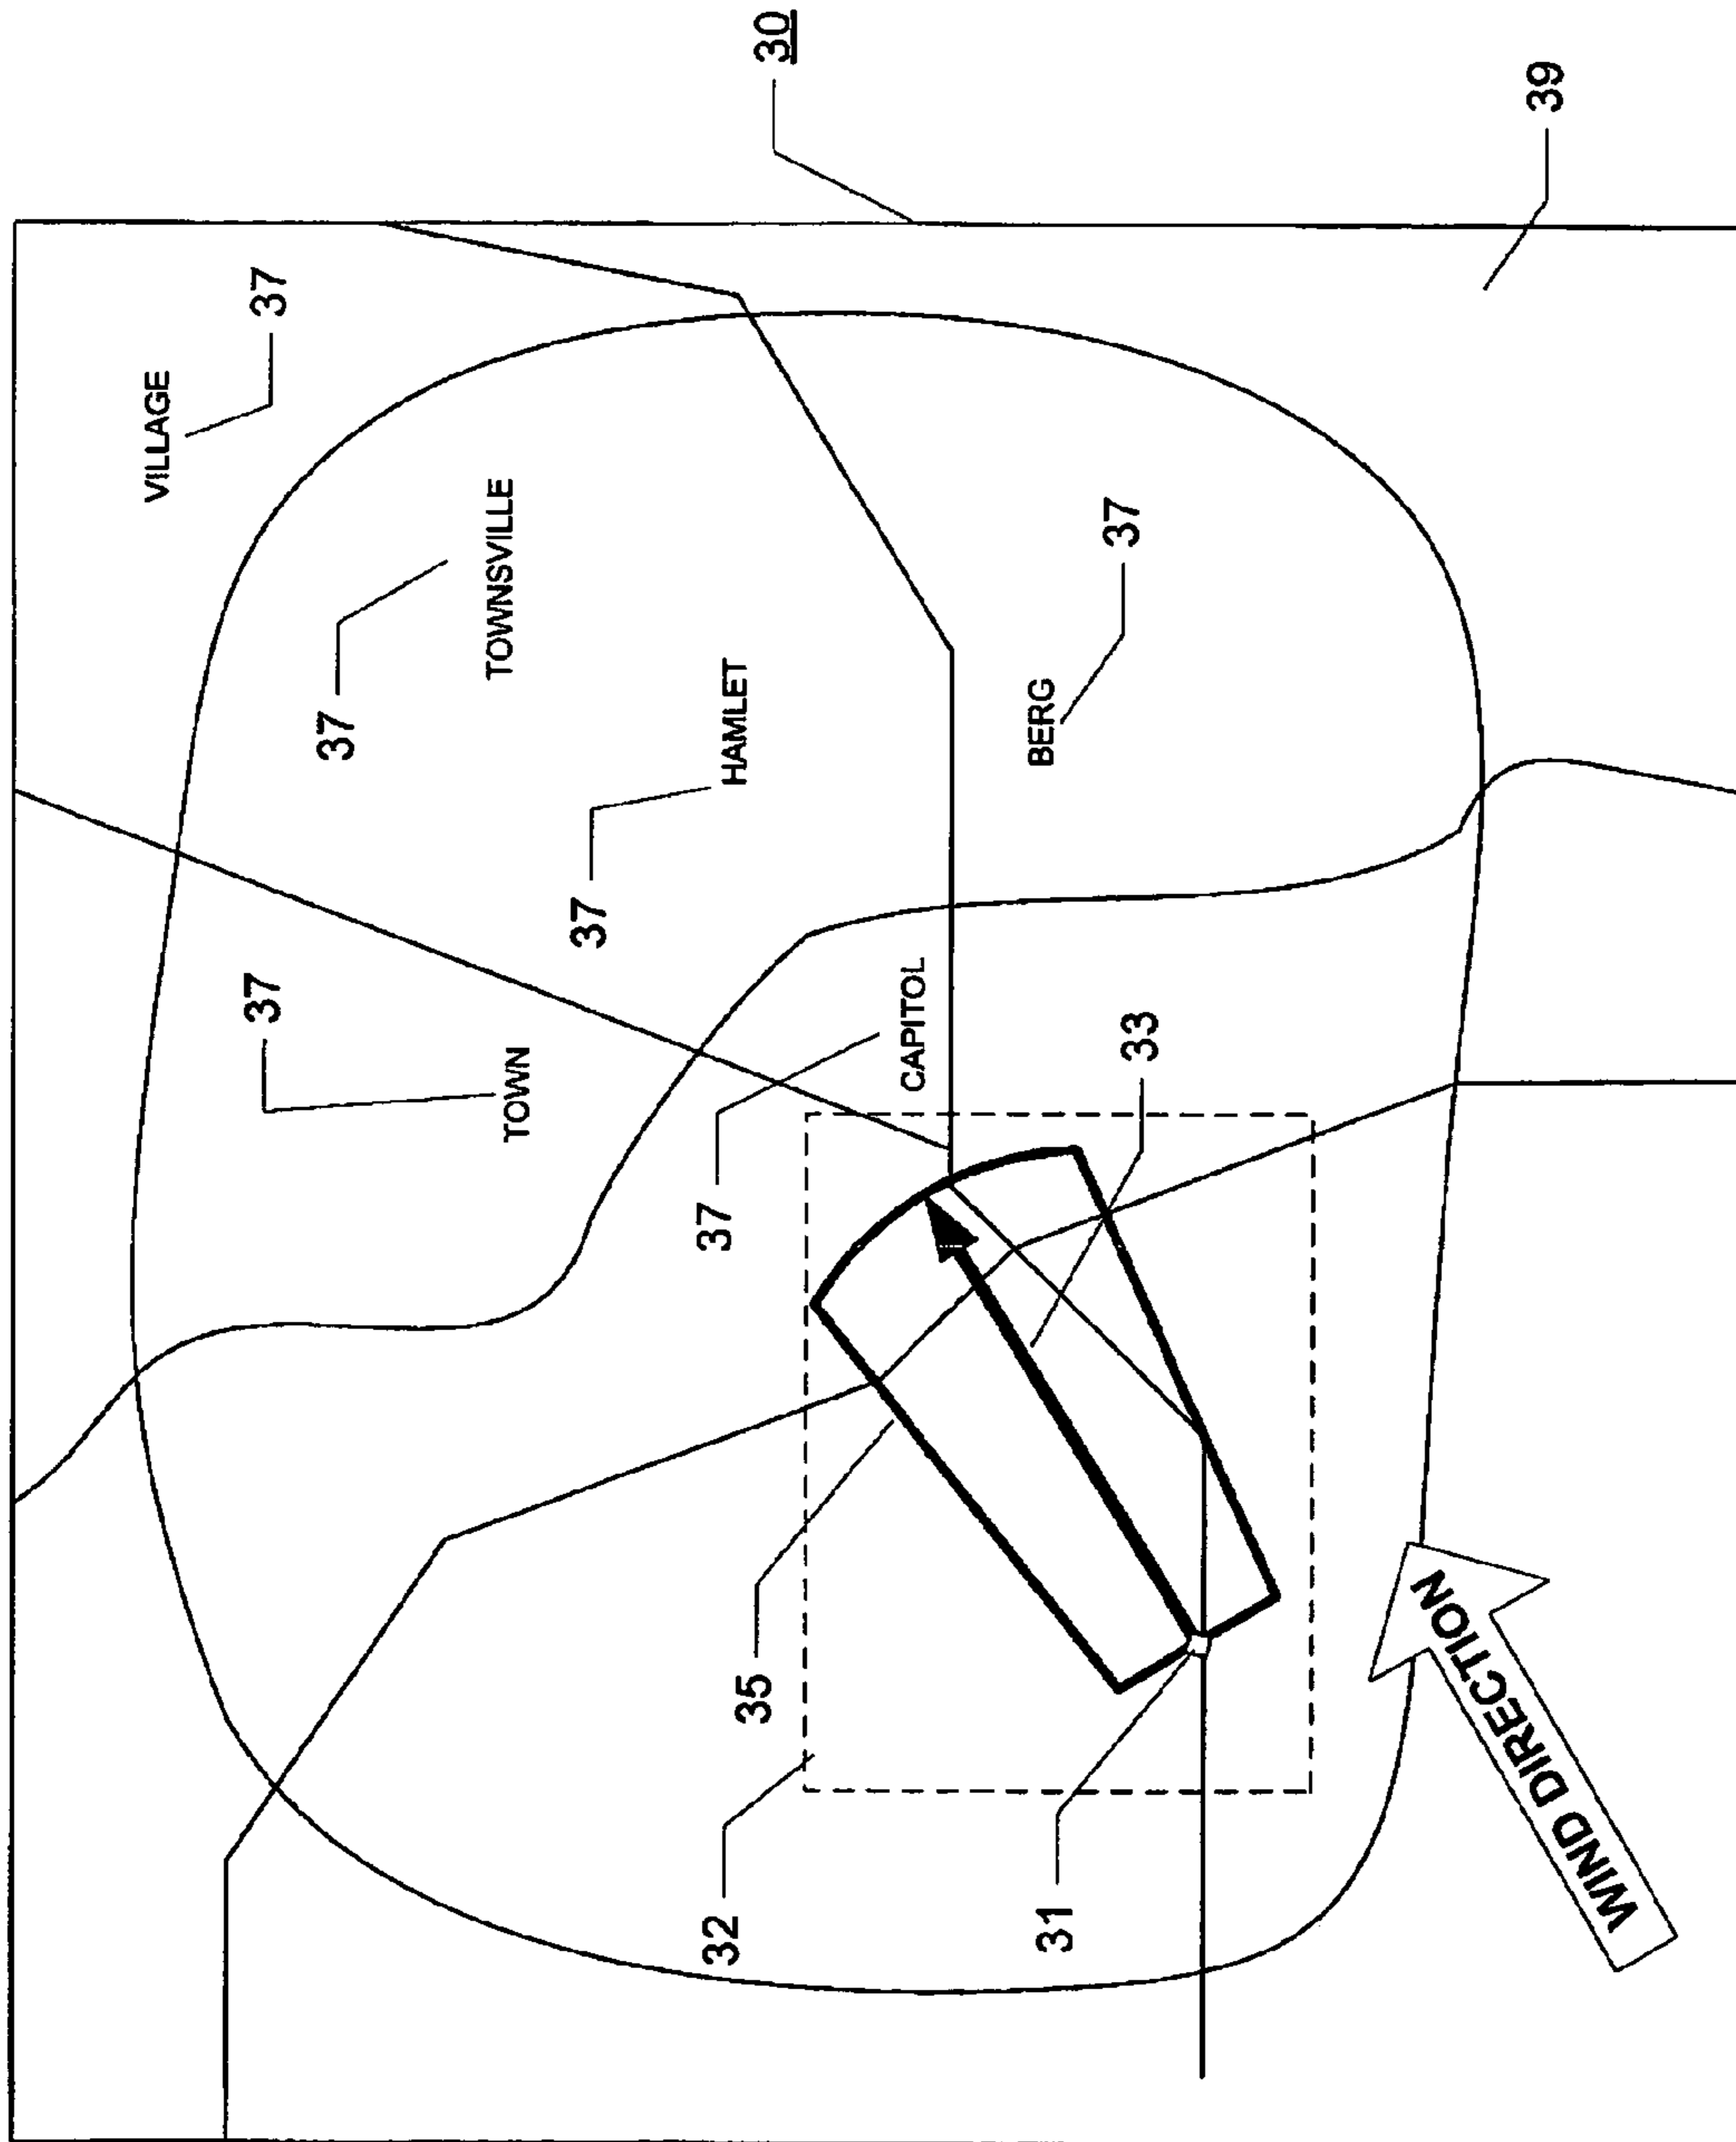 VILLAGE
37
37
37
TOWN
TOWNSVILLE
37
32
37
HAMLET
35
30
CAPITOL
31
BERG
33
37
WIND DIRECTION
39